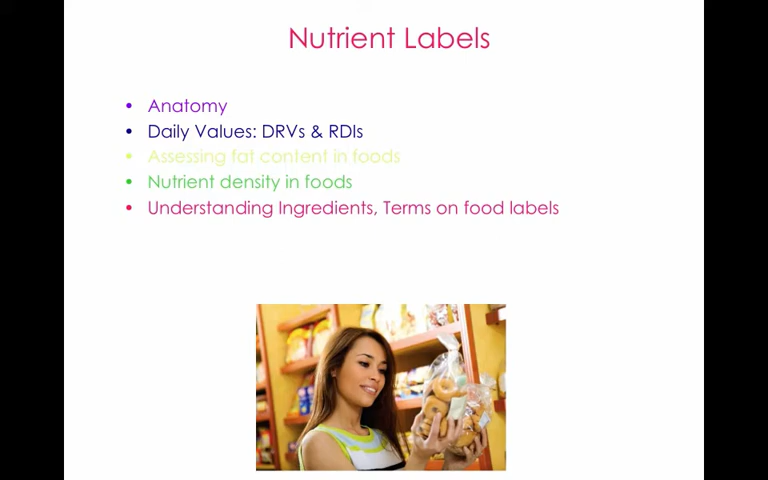 Nutrient Labels
• Anatomy
• Daily Values: DRVs & RDIs
• Assessing fat content in foods
• Nutrient density in foods
• Understanding Ingredients, Terms on food labels